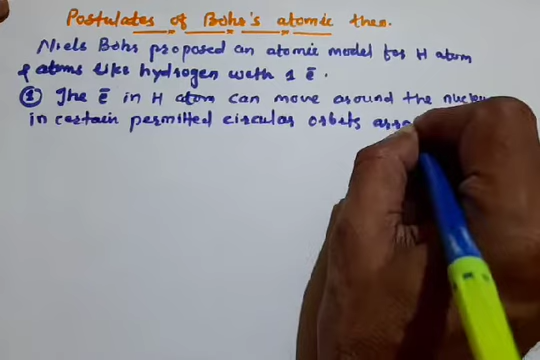 Postulates of Bohr's atomic theo.
Niels Bohr proposed an atomic model for H atom
& atoms like hydrogen with 1 e̅.
① The e̅ in H atom can move around the
in certain permitted circular orbits